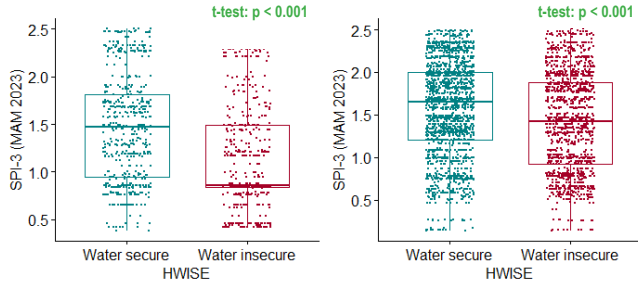 t-test: p < 0.001
SPI-3 (MAM 2023)
2.5
2.0
1.5
1.0
0.5
Water secure Water insecure
HWISE
t-test: p < 0.001
SPI-3 (MAM 2023)
2.5
2.0
1.5
1.0
0.5
Water secure Water insecure
HWISE